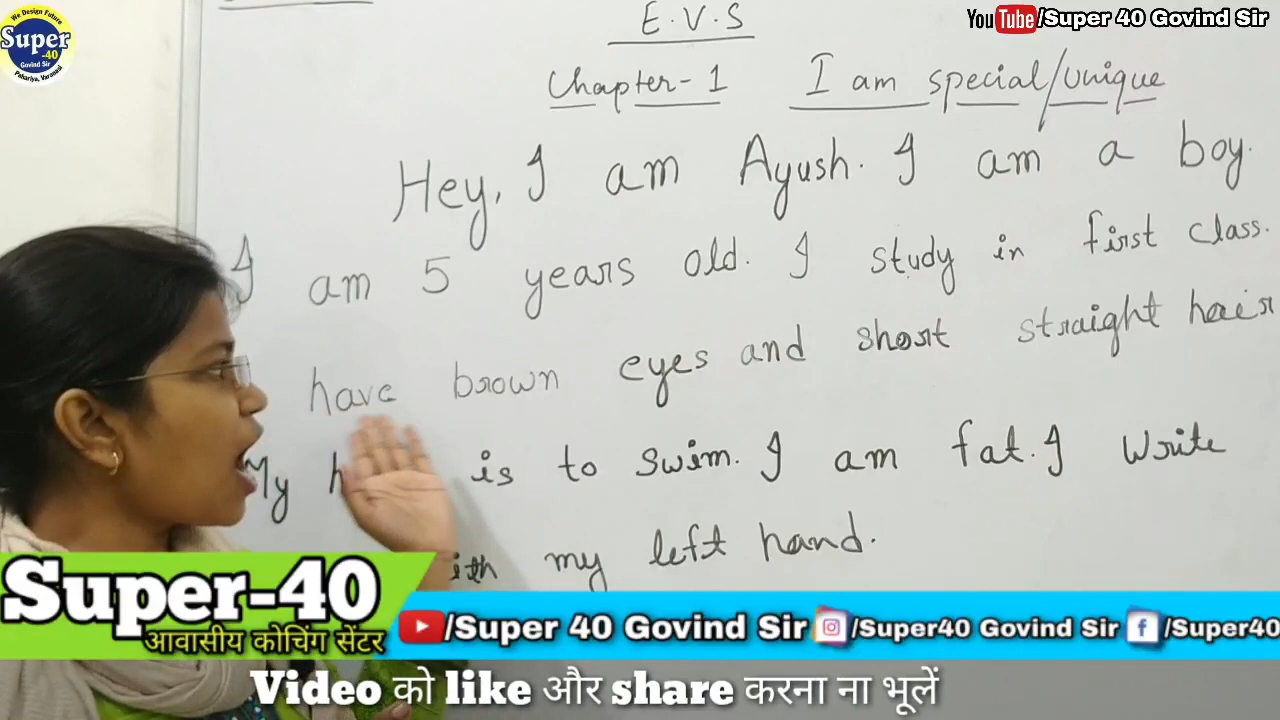 We Design Future
Super
-40
Govind Sir
Pahariya, Varanasi
YouTube/Super 40 Govind Sir
E.V.S
Chapter-1 I am special/unique
Hey, I am Ayush. I am a boy.
I am 5 years old. I study in first class.
have brown eyes and short straight hair
My h is to swim. I am fat. I write
ith my left hand.
Super-40
आवासीय कोचिंग सेंटर
/Super 40 Govind Sir /Super40 Govind Sir f/Super40
Video को like और share करना ना भूलें